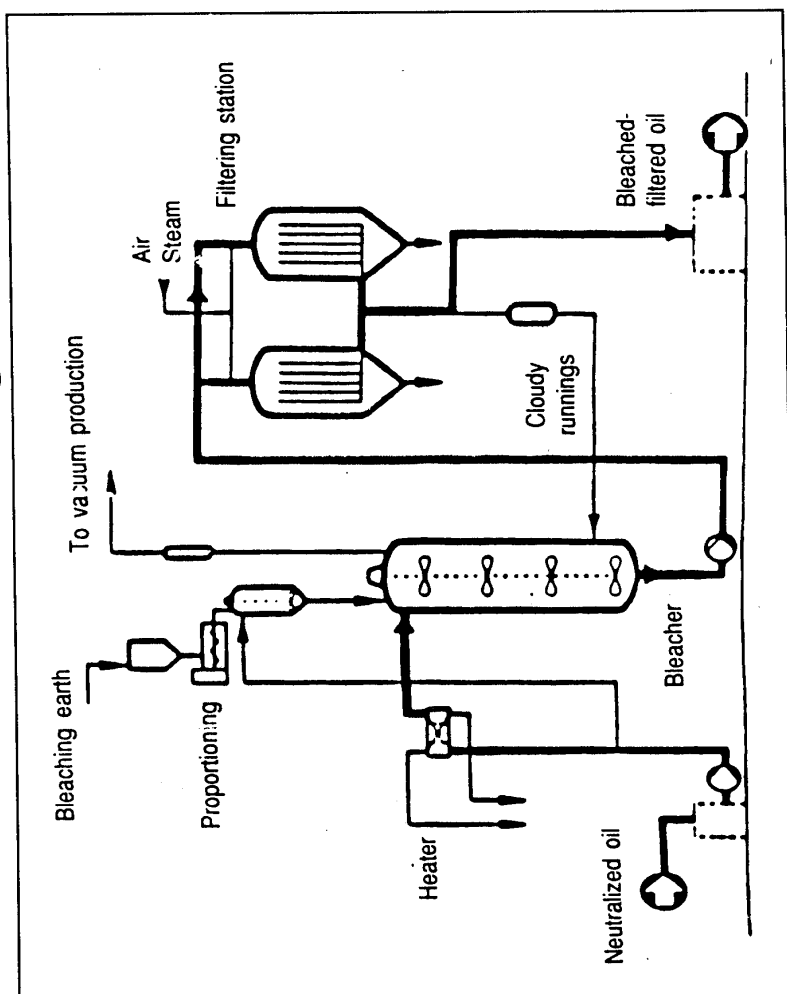 Bleaching earth
To vacuum production
Air
Steam
Filtering station
Proportioning
Heater
Cloudy
runnings
Bleached-
filtered oil
Neutralized oil
Bleacher